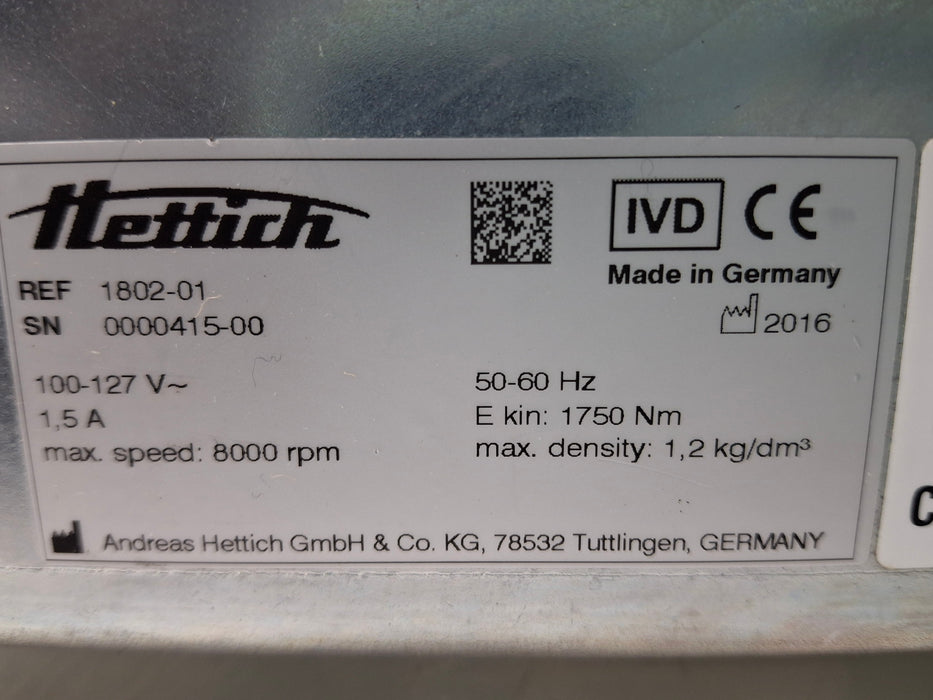 Hettich
IVD CE
Made in Germany
REF 1802-01
SN 0000415-00
2016
100-127 V~
50-60 Hz
1,5 A
E kin: 1750 Nm
max. speed: 8000 rpm
max. density: 1,2 kg/dm³
C
Andreas Hettich GmbH & Co. KG, 78532 Tuttlingen, GERMANY